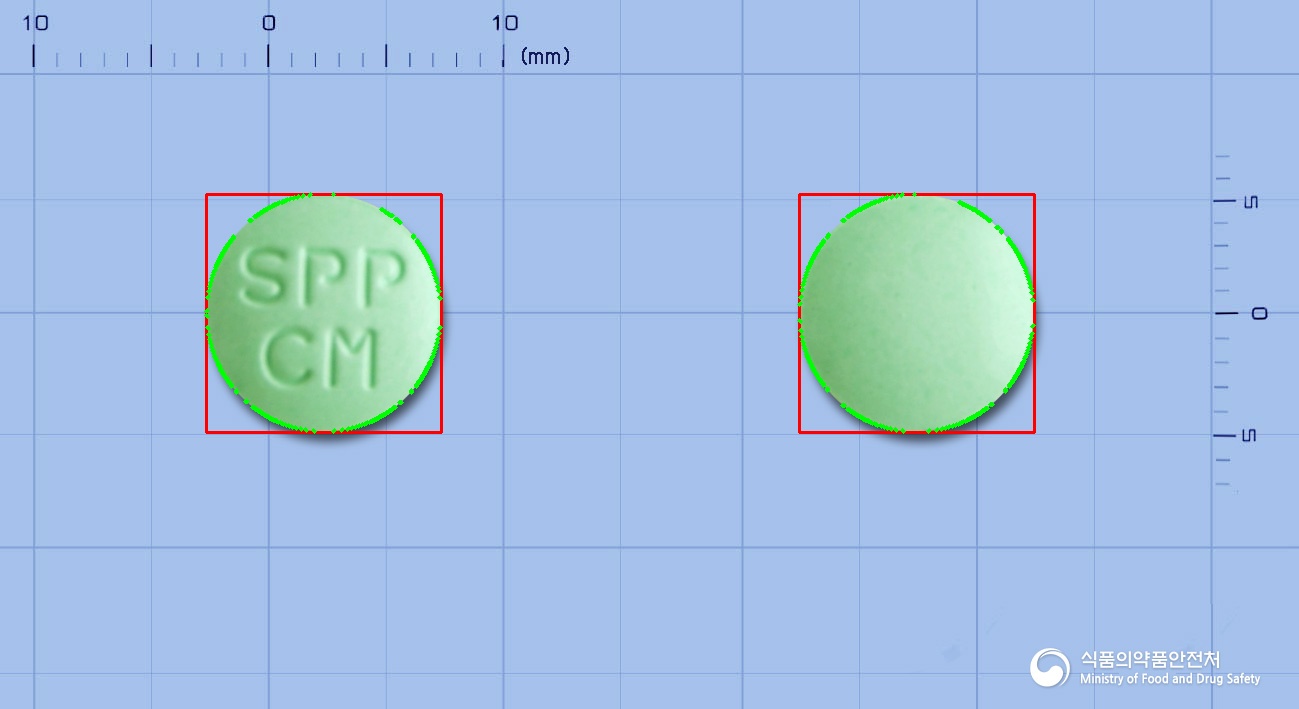 10 0 10 (mm)
SPP
CM
5
0
5
식품의약품안전처
Ministry of Food and Drug Safety